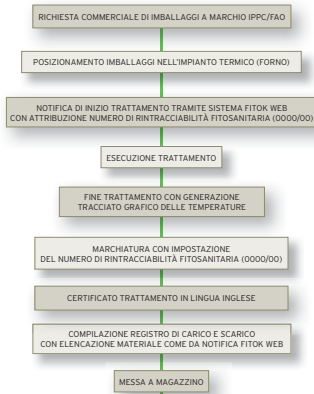 RICHIESTA COMMERCIALE DI IMBALLAGGI A MARCHIO IPPC/FAO
POSIZIONAMENTO IMBALLAGGI NELL'IMPIANTO TERMICO (FORNO)
NOTIFICA DI INIZIO TRATTAMENTO TRAMITE SISTEMA FITOK WEB
CON ATTRIBUZIONE NUMERO DI RINTRACCIABILITÀ FITOSANITARIA (0000/00)
ESECUZIONE TRATTAMENTO
FINE TRATTAMENTO CON GENERAZIONE
TRACCIATO GRAFICO DELLE TEMPERATURE
MARCHIATURA CON IMPOSTAZIONE
DEL NUMERO DI RINTRACCIABILITÀ FITOSANITARIA (0000/00)
CERTIFICATO TRATTAMENTO IN LINGUA INGLESE
COMPILAZIONE REGISTRO DI CARICO E SCARICO
CON ELENCAZIONE MATERIALE COME DA NOTIFICA FITOK WEB
MESSA A MAGAZZINO